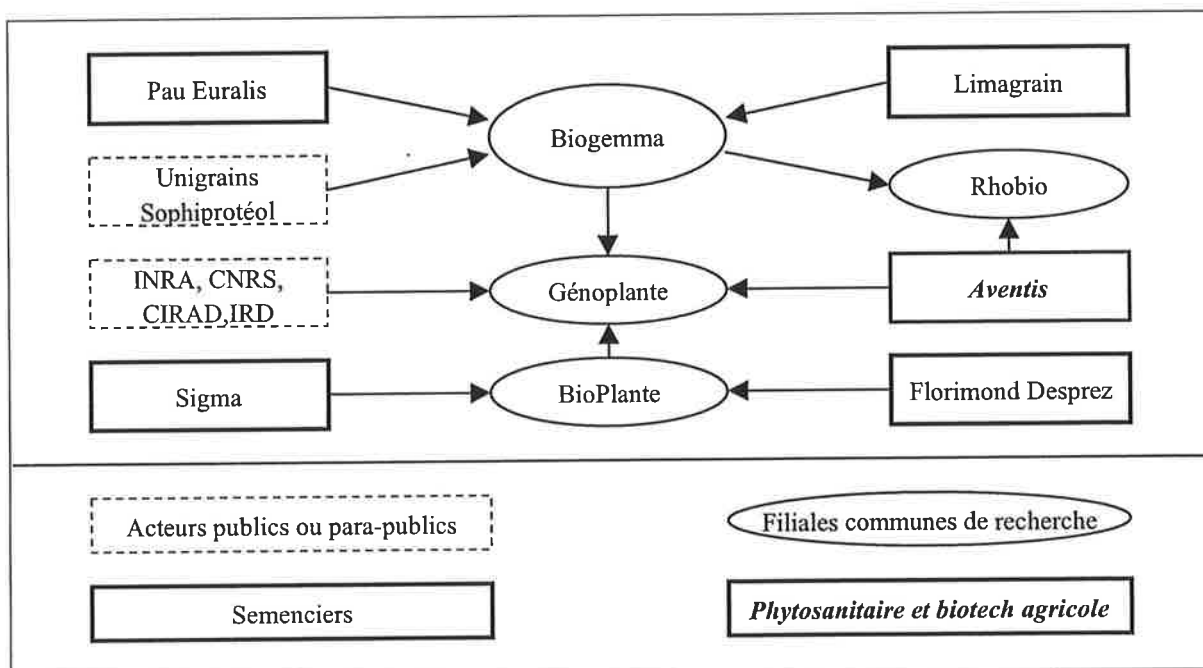 Pau Euralis
Limagrain
Biogemma
Unigrains
Sophiprotéol
Rhobio
INRA, CNRS,
CIRAD,IRD
Génoplante
Aventis
Sigma
BioPlante
Florimond Desprez
Acteurs publics ou para-publics
Filiales communes de recherche
Semenciers
Phytosanitaire et biotech agricole